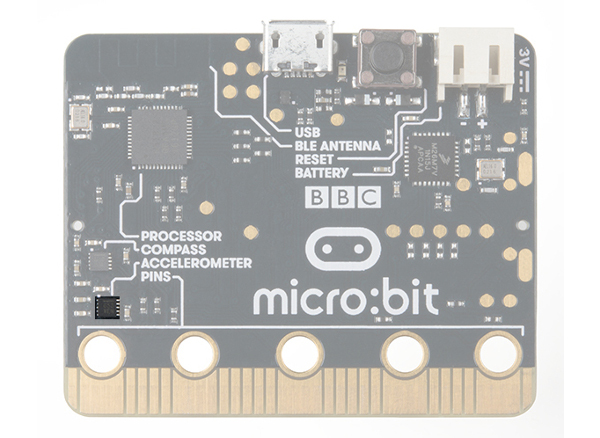 3V
- +
USB
BLE ANTENNA
RESET
BATTERY
BBC
PROCESSOR
COMPASS
ACCELEROMETER
PINS
micro:bit